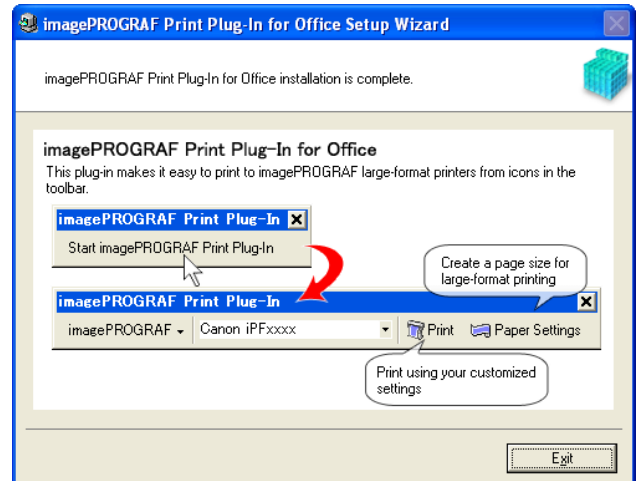 imagePROGRAF Print Plug-In for Office Setup Wizard
imagePROGRAF Print Plug-In for Office installation is complete.
imagePROGRAF Print Plug-In for Office
This plug-in makes it easy to print to imagePROGRAF large-format printers from icons in the
toolbar.
imagePROGRAF Print Plug-In
Start imagePROGRAF Print Plug-In
Create a page size for
large-format printing
imagePROGRAF Print Plug-In
imagePROGRAF Canon iPFxxxx Print Paper Settings
Print using your customized
settings
Exit